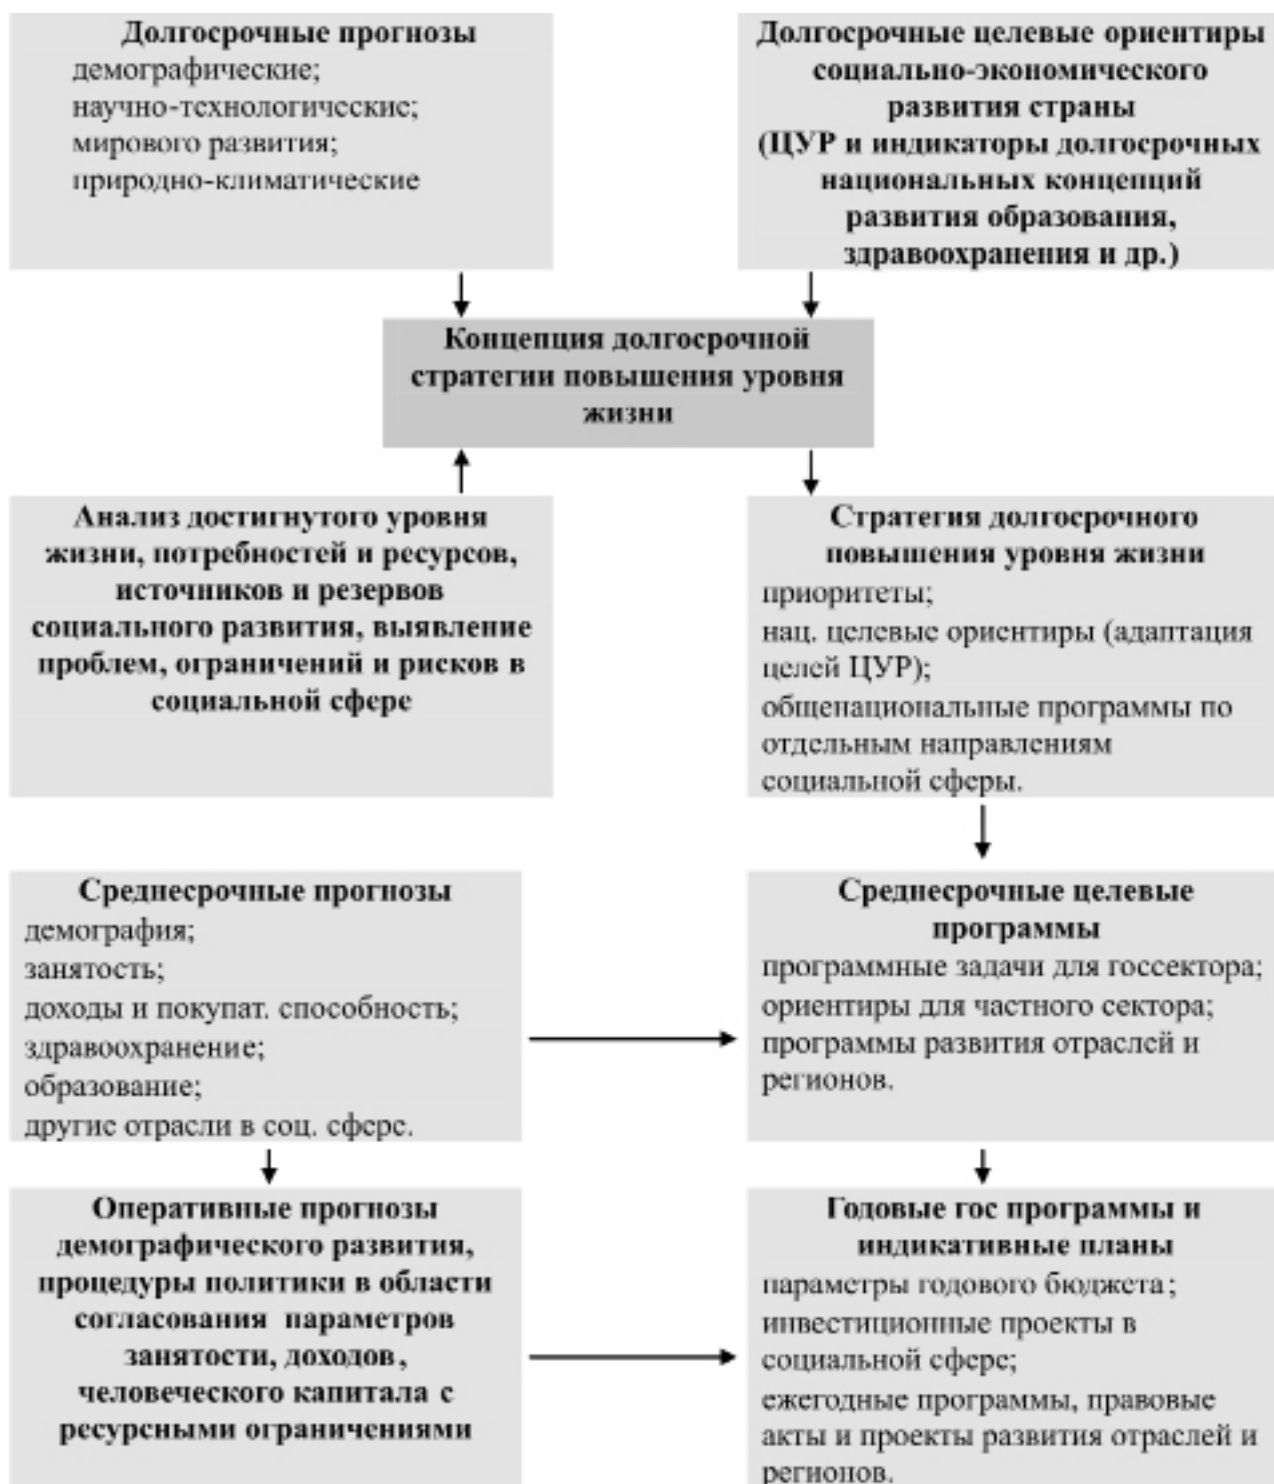 Долгосрочные прогнозы
демографические;
научно-технологические;
мирового развития;
природно-климатические
Долгосрочные целевые ориентиры
социально-экономического
развития страны
(ЦУР и индикаторы долгосрочных
национальных концепций
развития образования,
здравоохранения и др.)
Концепция долгосрочной
стратегии повышения уровня
жизни
Анализ достигнутого уровня
жизни, потребностей и ресурсов,
источников и резервов
социального развития, выявление
проблем, ограничений и рисков в
социальной сфере
Стратегия долгосрочного
повышения уровня жизни
приоритеты;
нац. целевые ориентиры (адаптация
целей ЦУР);
общенациональные программы по
отдельным направлениям
социальной сферы.
Среднесрочные прогнозы
демография;
занятость;
доходы и покупат. способность;
здравоохранение;
образование;
другие отрасли в соц. сфере.
Среднесрочные целевые
программы
программные задачи для госсектора;
ориентиры для частного сектора;
программы развития отраслей и
регионов.
Оперативные прогнозы
демографического развития,
процедуры политики в области
согласования параметров
занятости, доходов,
человеческого капитала с
ресурсными ограничениями
Годовые гос программы и
индикативные планы
параметры годового бюджета;
инвестиционные проекты в
социальной сфере;
ежегодные программы, правовые
акты и проекты развития отраслей и
регионов.